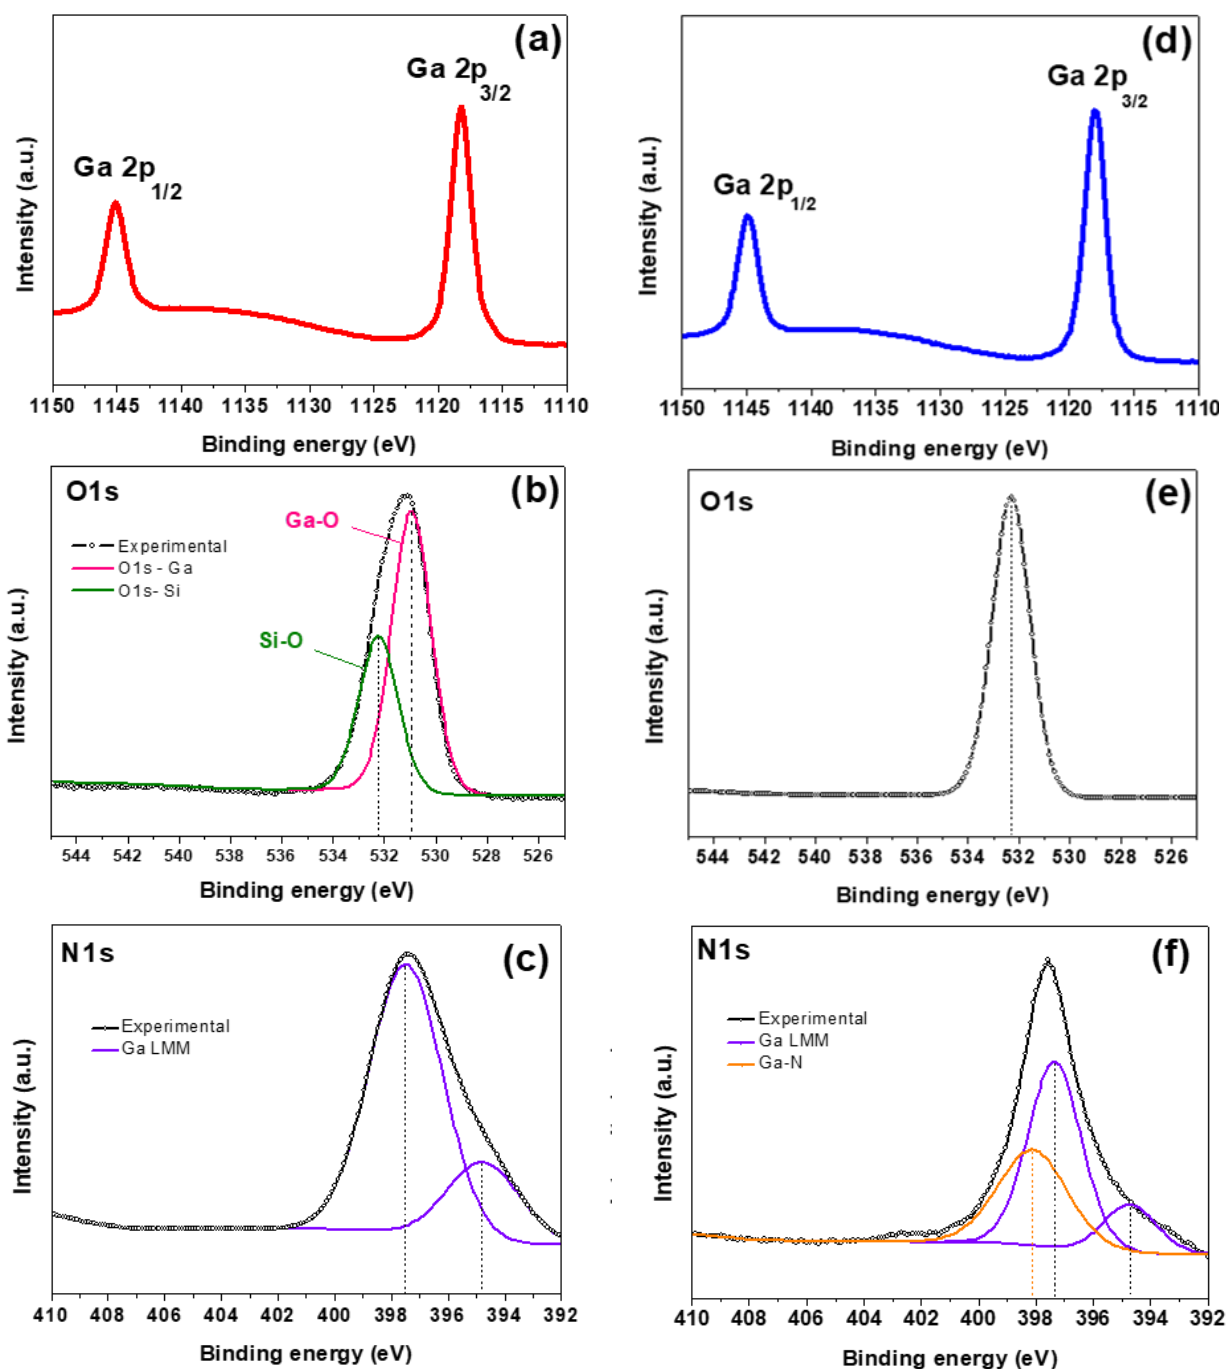 (a)
Ga 2p3/2
Ga 2p1/2
Intensity (a.u.)
1150 1145 1140 1135 1130 1125 1120 1115 1110
Binding energy (eV)
(d)
Ga 2p3/2
Ga 2p1/2
Intensity (a.u.)
1150 1145 1140 1135 1130 1125 1120 1115 1110
Binding energy (eV)
O1s
(b)
Ga-O
Experimental
O1s - Ga
O1s- Si
Si-O
Intensity (a.u.)
544 542 540 538 536 534 532 530 528 526
Binding energy (eV)
O1s
(e)
Intensity (a.u.)
544 542 540 538 536 534 532 530 528 526
Binding energy (eV)
N1s
(c)
Experimental
Ga LMM
Intensity (a.u.)
410 408 406 404 402 400 398 396 394 392
Binding energy (eV)
N1s
(f)
Experimental
Ga LMM
Ga-N
Intensity (a.u.)
410 408 406 404 402 400 398 396 394 392
Binding energy (eV)